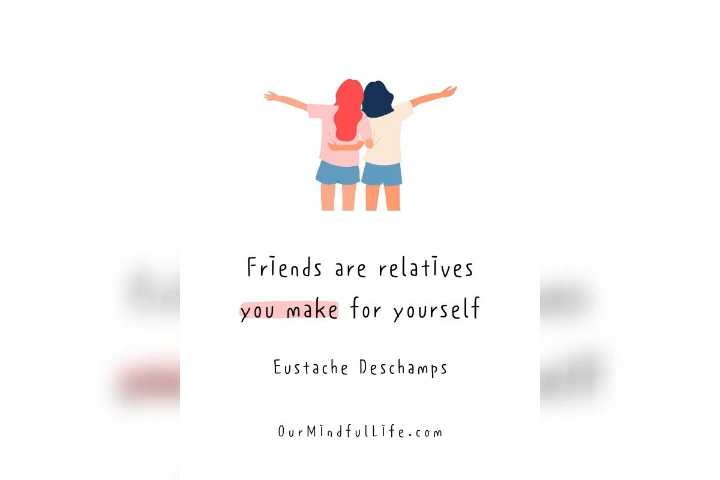 Friends are relatives
you make for yourself
Eustache Deschamps
OurMindfulLife.com